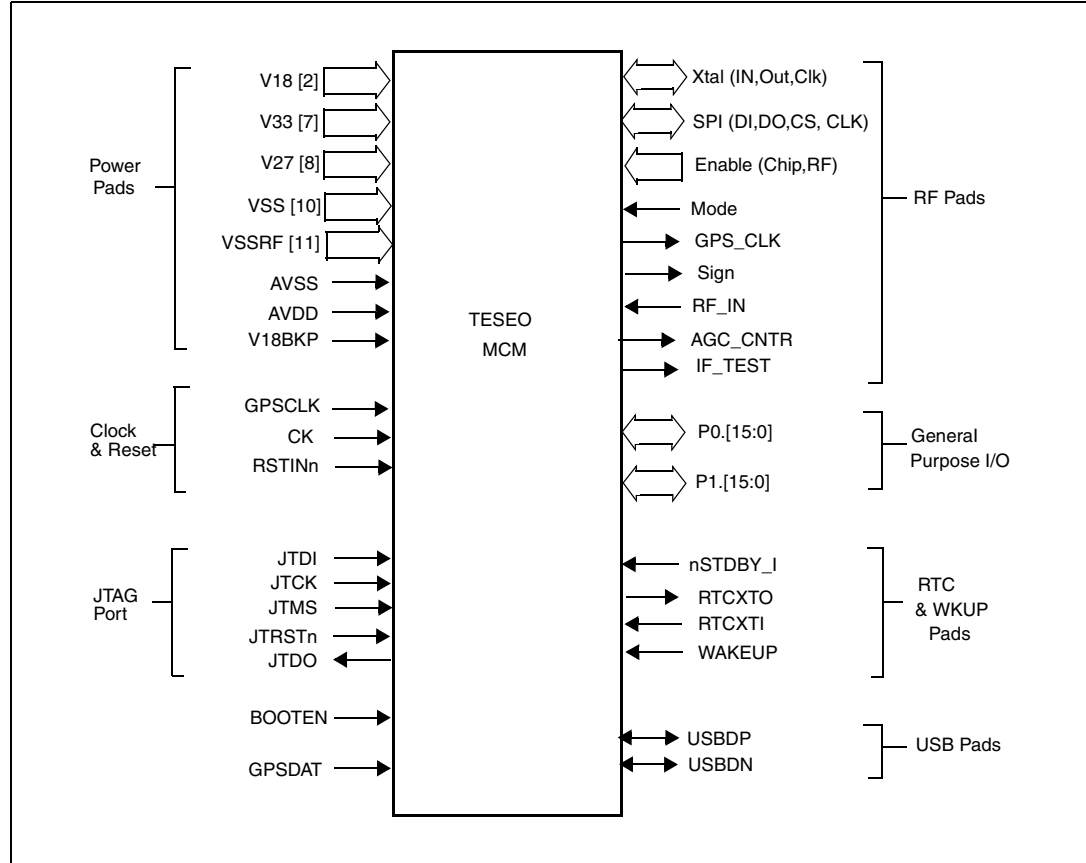 Power
Pads
V18 [2]
V33 [7]
V27 [8]
VSS [10]
VSSRF [11]
AVSS
AVDD
V18BKP
Clock
& Reset
GPSCLK
CK
RSTINn
JTAG
Port
JTDI
JTCK
JTMS
JTRSTn
JTDO
BOOTEN
GPSDAT
TESEO
MCM
Xtal (IN,Out,Clk)
SPI (DI,DO,CS, CLK)
Enable (Chip,RF)
Mode
GPS_CLK
Sign
RF_IN
AGC_CNTR
IF_TEST
RF Pads
P0.[15:0]
P1.[15:0]
General
Purpose I/O
nSTDBY_I
RTCXTO
RTCXTI
WAKEUP
RTC
& WKUP
Pads
USBDP
USBDN
USB Pads